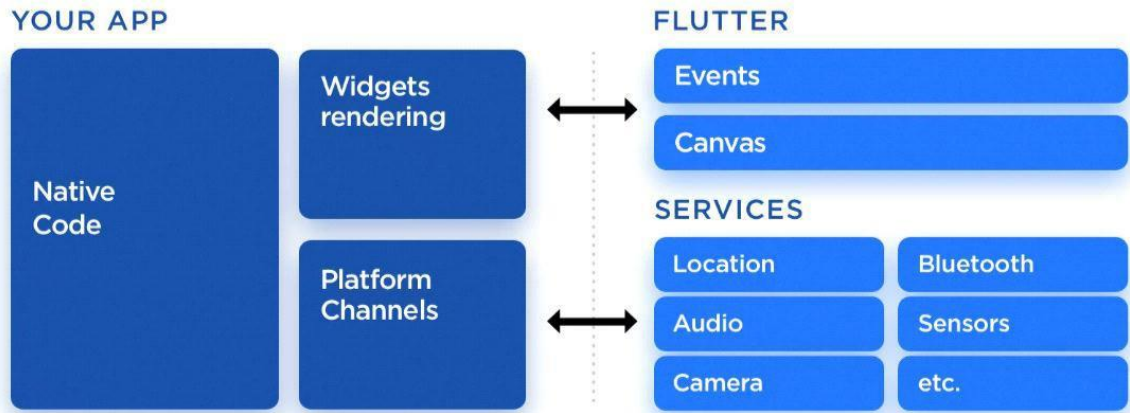 YOUR APP
Native
Code
Widgets
rendering
Platform
Channels
FLUTTER
Events
Canvas
SERVICES
Location
Bluetooth
Audio
Sensors
Camera
etc.